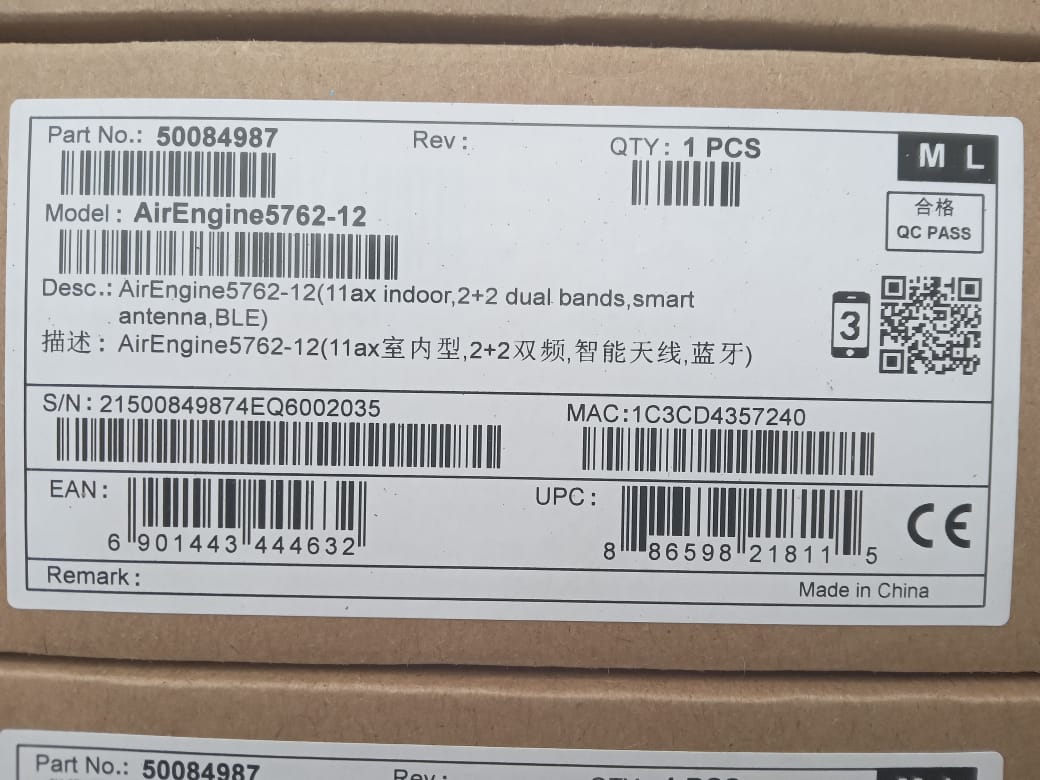 Part No.: 50084987 Rev : QTY: 1 PCS M L
合格
QC PASS
Model : AirEngine5762-12
Desc.: AirEngine5762-12(11ax indoor,2+2 dual bands,smart
antenna,BLE)
3
描述 : AirEngine5762-12(11ax室内型,2+2双频,智能天线,蓝牙)
S/N : 21500849874EQ6002035 MAC:1C3CD4357240
EAN : UPC :
6 901443 444632 8 86598 21811 5
CE
Remark : Made in China
Part No.: 50084987 Rev :